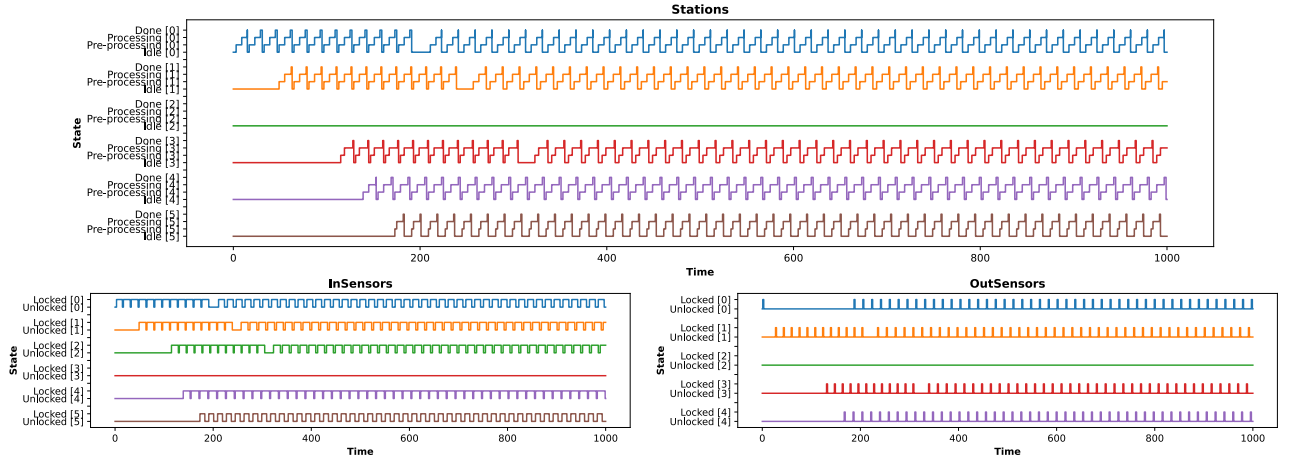 Stations
Done [0]
Processing [0]
Pre-processing [0]
Idle [0]
Done [1]
Processing [1]
Pre-processing [1]
Idle [1]
Done [2]
Processing [2]
Pre-processing [2]
Idle [2]
Done [3]
Processing [3]
Pre-processing [3]
Idle [3]
Done [4]
Processing [4]
Pre-processing [4]
Idle [4]
Done [5]
Processing [5]
Pre-processing [5]
Idle [5]
State
0 200 400 600 800 1000
Time
InSensors
Locked [0]
Unlocked [0]
Locked [1]
Unlocked [1]
Locked [2]
Unlocked [2]
Locked [3]
Unlocked [3]
Locked [4]
Unlocked [4]
Locked [5]
Unlocked [5]
State
0 200 400 600 800 1000
Time
OutSensors
Locked [0]
Unlocked [0]
Locked [1]
Unlocked [1]
Locked [2]
Unlocked [2]
Locked [3]
Unlocked [3]
Locked [4]
Unlocked [4]
State
0 200 400 600 800 1000
Time